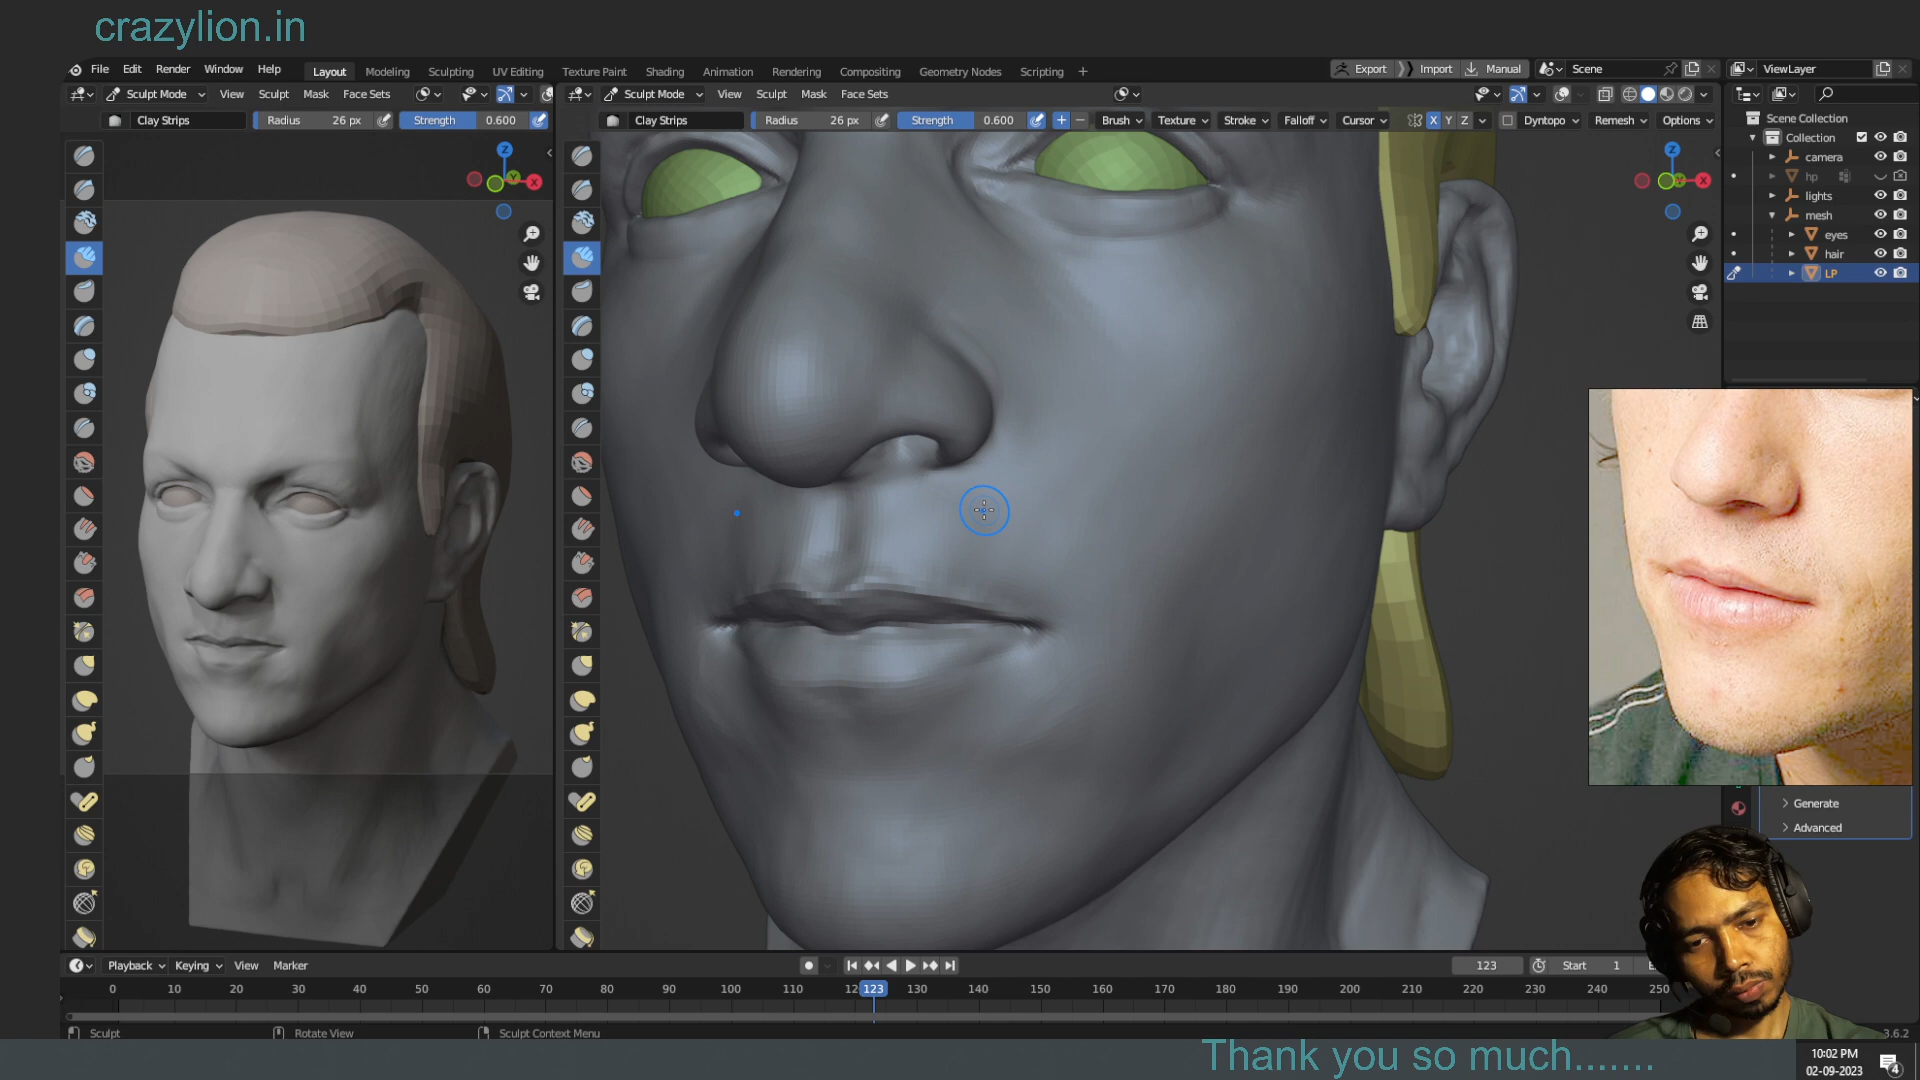 crazylion.in
File Edit Render Window Help Layout Modeling Sculpting UV Editing Texture Paint Shading Animation Rendering Compositing Geometry Nodes Scripting + Export Import Manual Scene ViewLayer
Sculpt Mode View Sculpt Mask Face Sets Sculpt Mode View Sculpt Mask Face Sets
Clay Strips Radius 26 px Strength 0.600 Clay Strips Radius 26 px Strength 0.600 Brush Texture Stroke Falloff Cursor X Y Z Dyntopo Remesh Options
Scene Collection
Collection
camera
hp
lights
mesh
eyes
hair
LP
Z Y X
Z X
Generate
Advanced
Playback Keying View Marker 123 Start 1
0 10 20 30 40 50 60 70 80 90 100 110 12 123 130 140 150 160 170 180 190 200 210 220 230 240 250
Sculpt Rotate View Sculpt Context Menu 3.6.2
Thank you so much.......
10:02 PM
02-09-2023
4